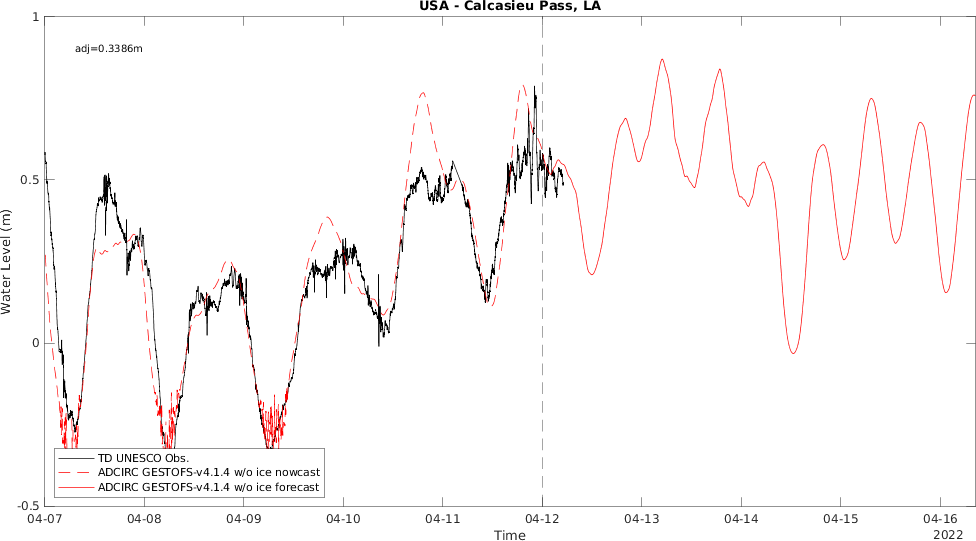 USA - Calcasieu Pass, LA
adj=0.3386m
1
0.5
0
-0.5
Water Level (m)
TD UNESCO Obs.
ADCIRC GESTOFS-v4.1.4 w/o ice nowcast
ADCIRC GESTOFS-v4.1.4 w/o ice forecast
04-07 04-08 04-09 04-10 04-11 04-12 04-13 04-14 04-15 04-16
Time
2022